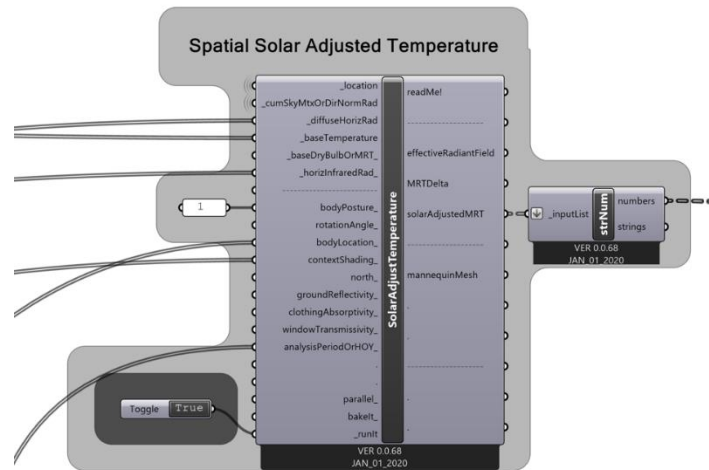 Spatial Solar Adjusted Temperature
_location
_cumSkyMtxOrDirNormRad
_diffuseHorizRad
_baseTemperature
_baseDryBulbOrMRT_
_horizInfraredRad_
--------------------
bodyPosture_
rotationAngle_
bodyLocation_
contextShading_
north_
groundReflectivity_
clothingAbsorptivity_
windowTransmissivity_
analysisPeriodOrHOY_
.
.
parallel_
bakeIt_
_runIt
SolarAdjustTemperature
readMe!
--------------------
effectiveRadiantField
MRTDelta
solarAdjustedMRT
--------------------
mannequinMesh
.
.
--------------------
.
.
VER 0.0.68
JAN_01_2020
1
Toggle True
_inputList
strNum
numbers
strings
VER 0.0.68
JAN_01_2020